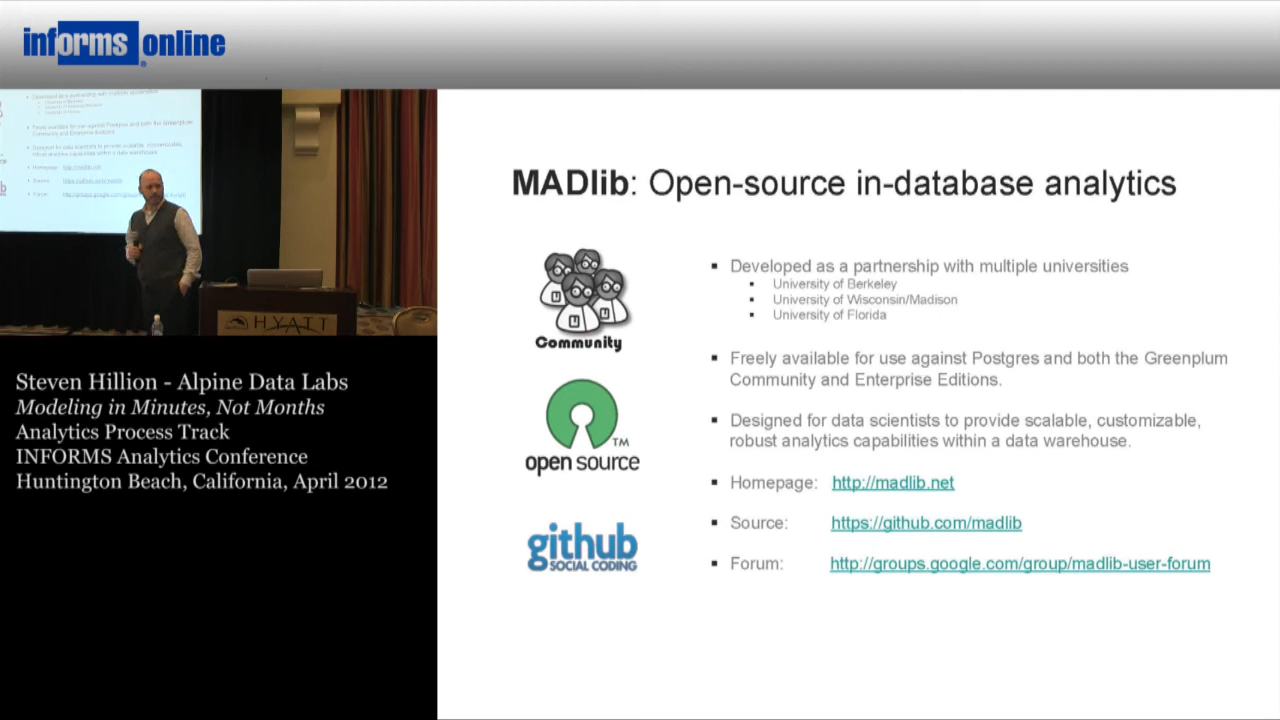 informs online
®
MADlib: Open-source in-database analytics
Community
▪ Developed as a partnership with multiple universities
▪ University of Berkeley
▪ University of Wisconsin/Madison
▪ University of Florida
▪ Freely available for use against Postgres and both the Greenplum
Community and Enterprise Editions.
open source
TM
▪ Designed for data scientists to provide scalable, customizable,
robust analytics capabilities within a data warehouse.
▪ Homepage: http://madlib.net
▪ Source: https://github.com/madlib
▪ Forum: http://groups.google.com/group/madlib-user-forum
github
SOCIAL CODING
HYATT
Steven Hillion - Alpine Data Labs
Modeling in Minutes, Not Months
Analytics Process Track
INFORMS Analytics Conference
Huntington Beach, California, April 2012